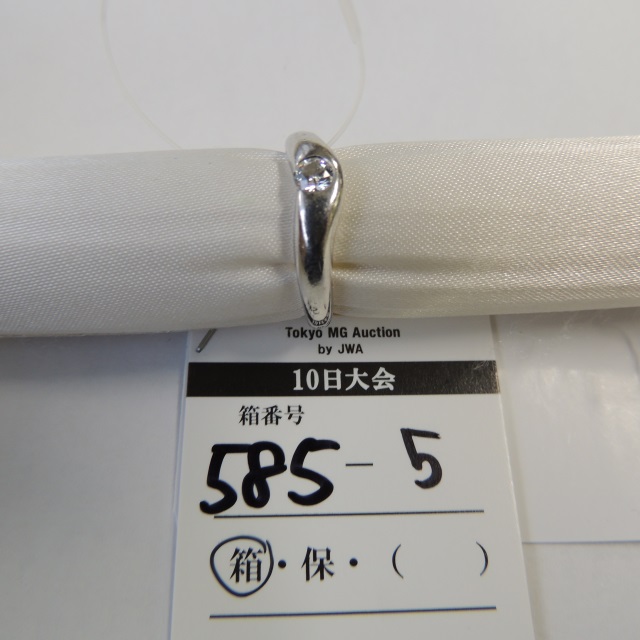 Tokyo MG Auction
by JWA
10日大会
箱番号
585-5
箱・保・(　　)